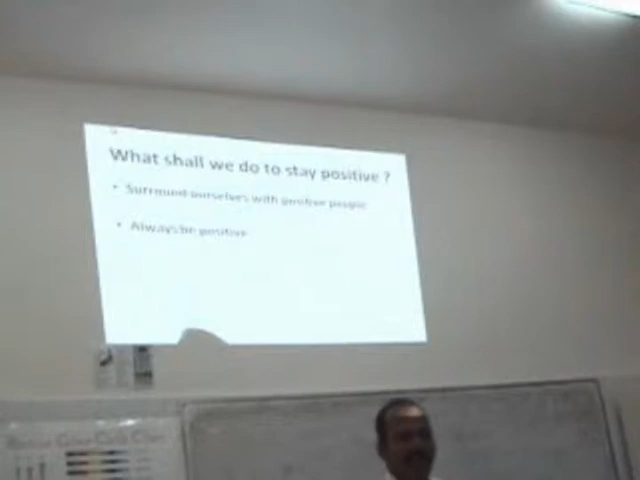 What shall we do to stay positive ?
• Surround ourselves with positive people
• Always be positive